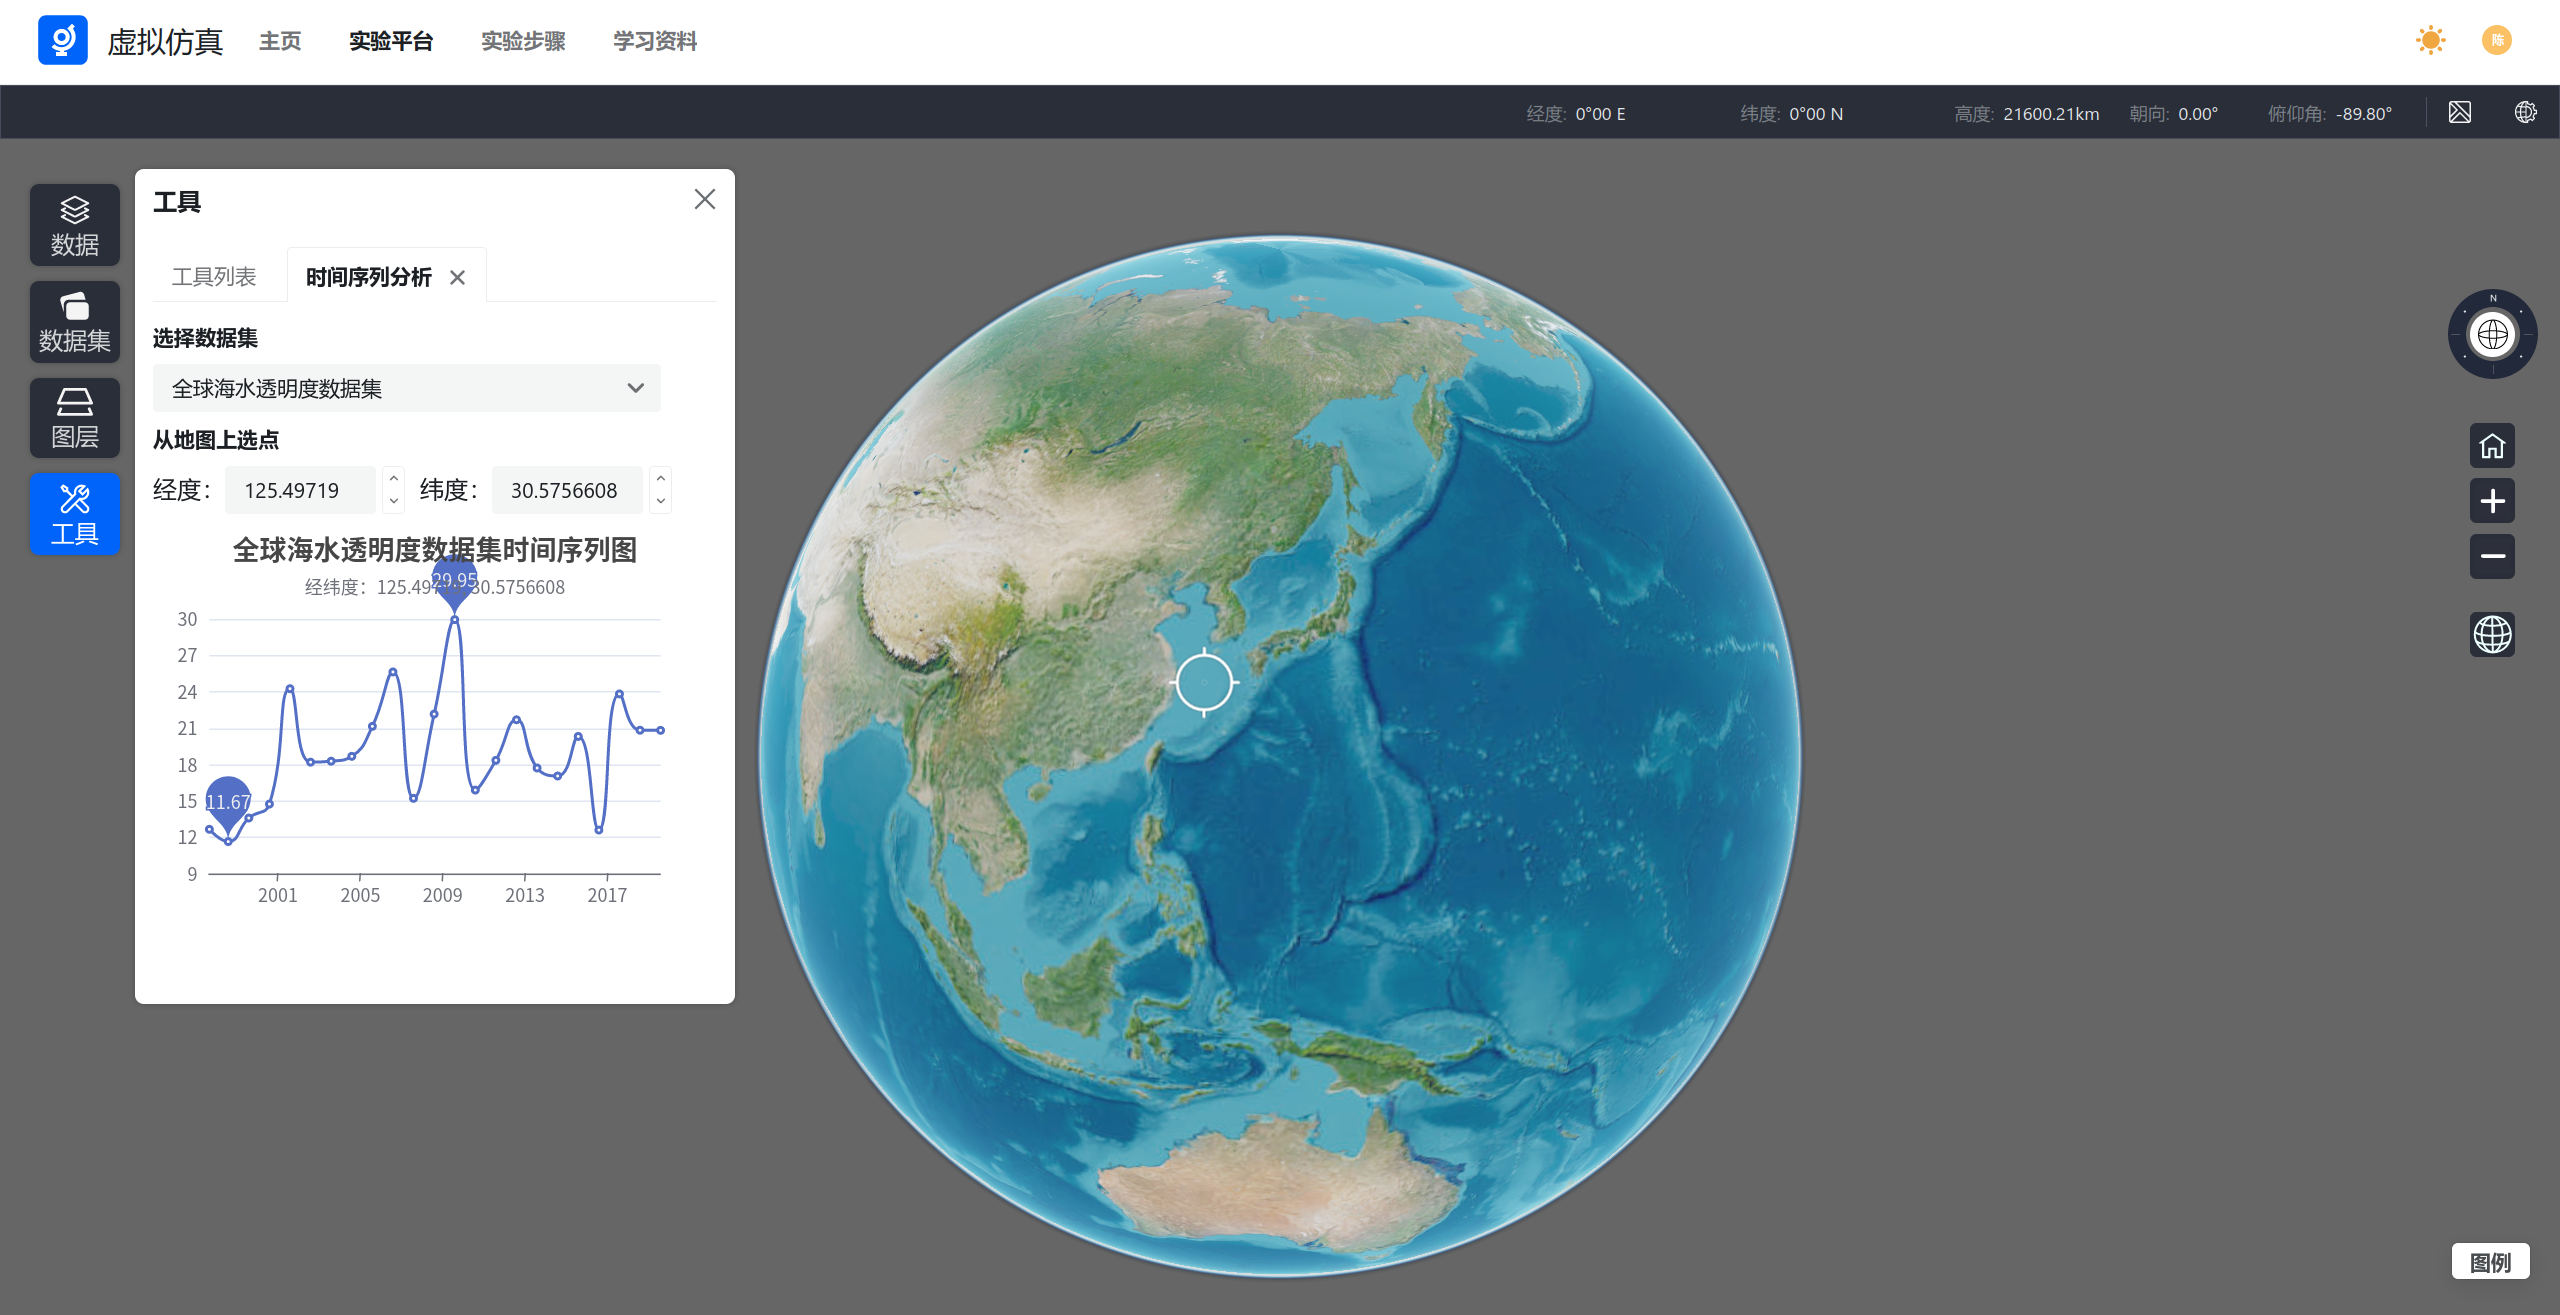 虚拟仿真 主页 实验平台 实验步骤 学习资料 陈
经度: 0°00 E 纬度: 0°00 N 高度: 21600.21km 朝向: 0.00° 俯仰角: -89.80°
数据
数据集
图层
工具
工具
工具列表 时间序列分析
选择数据集
全球海水透明度数据集
从地图上选点
经度: 125.49719 纬度: 30.5756608
全球海水透明度数据集时间序列图
经纬度: 125.49 30.5756608
29.95
30
27
24
21
18
15
12
9
11.67
2001 2005 2009 2013 2017
N
图例